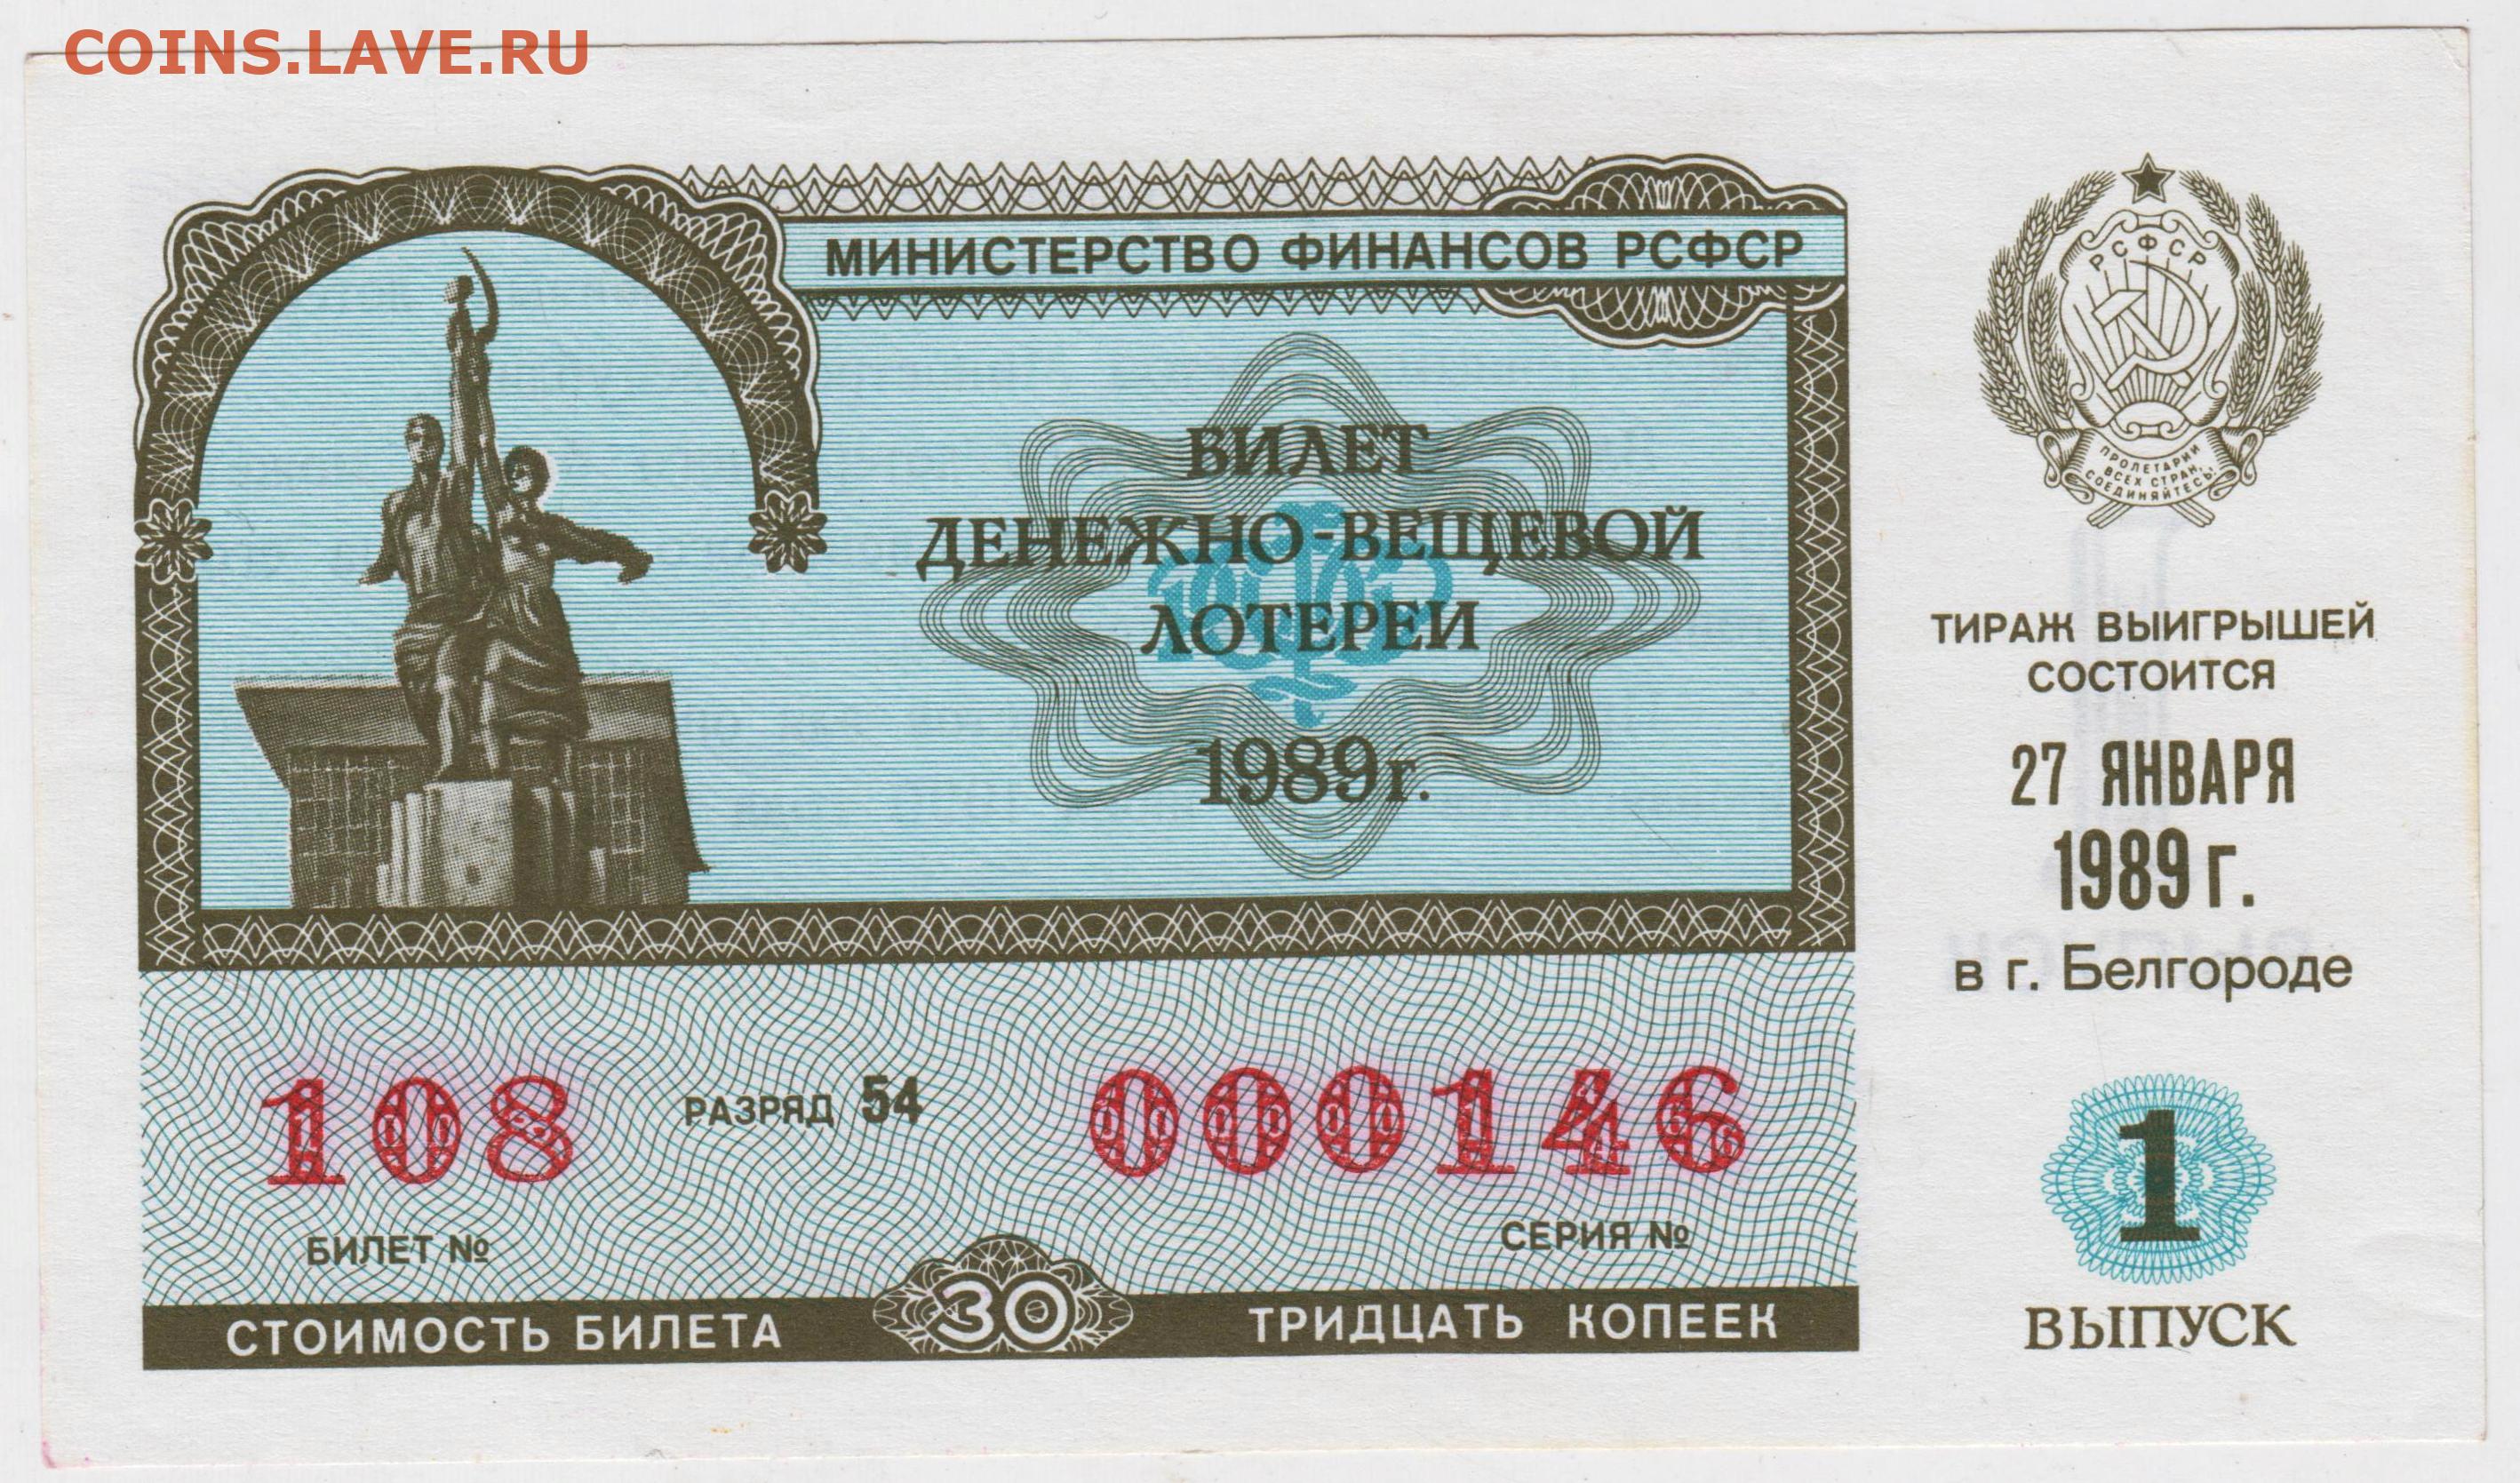 COINS.LAVE.RU
МИНИСТЕРСТВО ФИНАНСОВ РСФСР
БИЛЕТ
ДЕНЕЖНО-ВЕЩЕВОЙ
ЛОТЕРЕИ
1989 г.
РСФСР
ПРОЛЕТАРИИ
ВСЕХ СТРАН,
СОЕДИНЯЙТЕСЬ!
ТИРАЖ ВЫИГРЫШЕЙ
СОСТОИТСЯ
27 ЯНВАРЯ
1989 г.
в г. Белгороде
108 РАЗРЯД 54 000146
БИЛЕТ № СЕРИЯ №
СТОИМОСТЬ БИЛЕТА 30 ТРИДЦАТЬ КОПЕЕК
1
ВЫПУСК